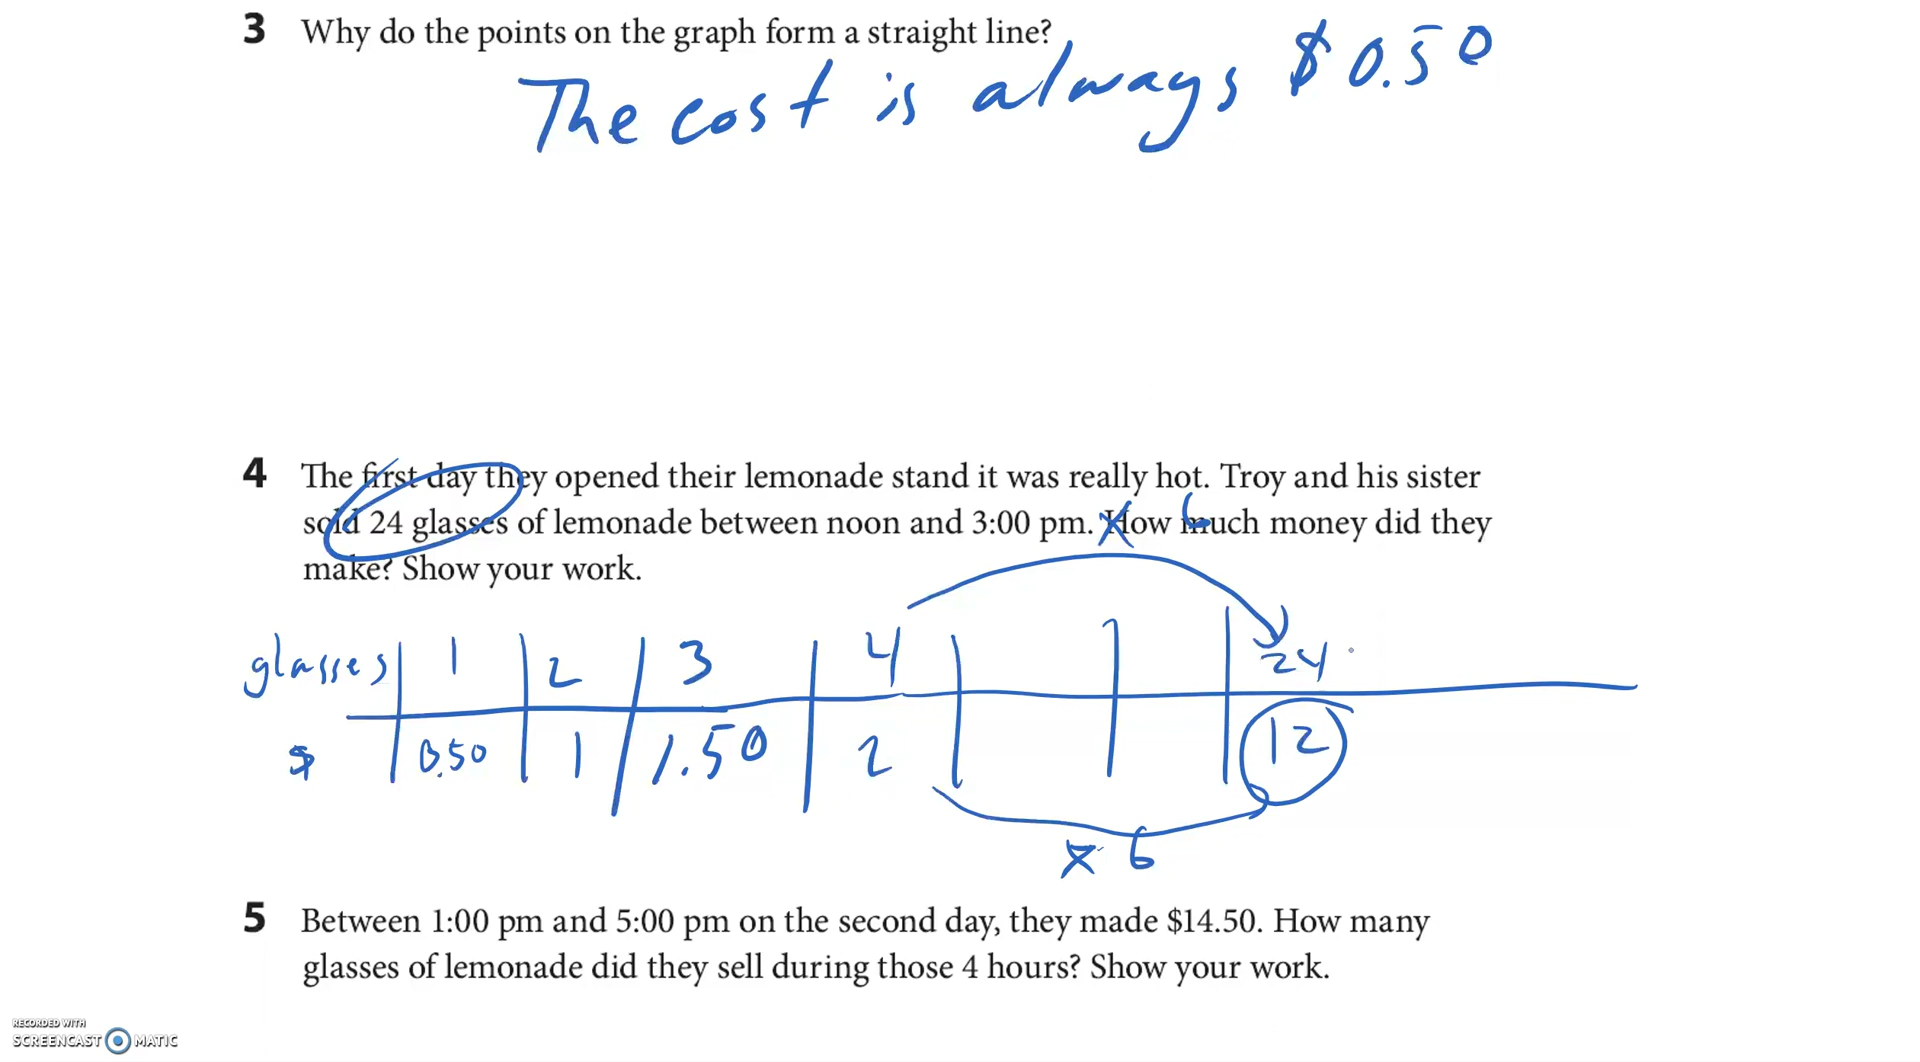 3 Why do the points on the graph form a straight line?
The cost is always $0.50
4 The first day they opened their lemonade stand it was really hot. Troy and his sister
sold 24 glasses of lemonade between noon and 3:00 pm. How much money did they
make? Show your work.
x 6
glasses 1 2 3 4 24
$ 0.50 1 1.50 2 12
x 6
5 Between 1:00 pm and 5:00 pm on the second day, they made $14.50. How many
glasses of lemonade did they sell during those 4 hours? Show your work.
RECORDED WITH
SCREENCAST MATIC